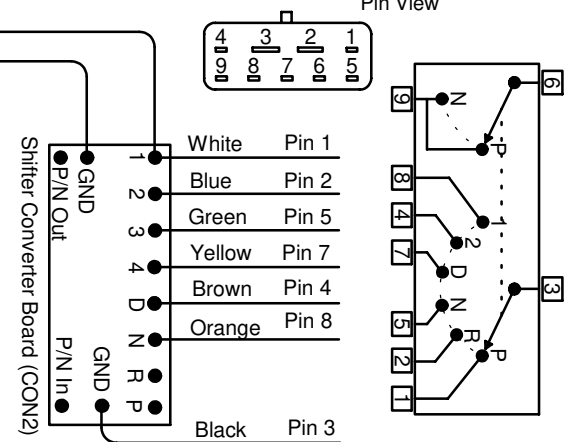 Pin View
4 3 2 1
9 8 7 6 5
Shifter Converter Board (CON2)
P/N Out
GND
P/N In
GND
1
2
3
4
D
N
R
P
White Pin 1
Blue Pin 2
Green Pin 5
Yellow Pin 7
Brown Pin 4
Orange Pin 8
Black Pin 3
9
8
4
7
5
2
1
N
P
1
2
D
N
R
P
6
3